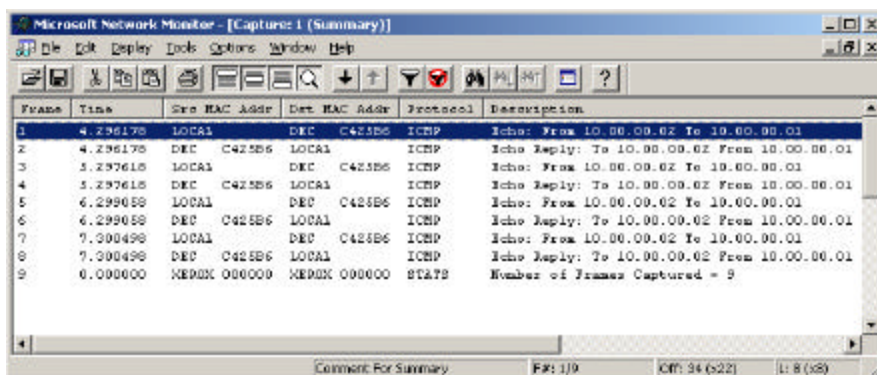 Microsoft Network Monitor - [Capture: 1 (Summary)]
File Edit Display Tools Options Window Help
Frame Time Src MAC Addr Dst MAC Addr Protocol Description
1 4.296178 LOCAL DEC C425B6 ICMP Echo: From 10.00.00.02 To 10.00.00.01
2 4.296178 DEC C425B6 LOCAL ICMP Echo Reply: To 10.00.00.02 From 10.00.00.01
3 5.297618 LOCAL DEC C425B6 ICMP Echo: From 10.00.00.02 To 10.00.00.01
4 5.297618 DEC C425B6 LOCAL ICMP Echo Reply: To 10.00.00.02 From 10.00.00.01
5 6.299058 LOCAL DEC C425B6 ICMP Echo: From 10.00.00.02 To 10.00.00.01
6 6.299058 DEC C425B6 LOCAL ICMP Echo Reply: To 10.00.00.02 From 10.00.00.01
7 7.300498 LOCAL DEC C425B6 ICMP Echo: From 10.00.00.02 To 10.00.00.01
8 7.300498 DEC C425B6 LOCAL ICMP Echo Reply: To 10.00.00.02 From 10.00.00.01
9 0.000000 XEROX 000000 XEROX 000000 STATS Number of Frames Captured = 9
Comment For Summary F#: 1/9 Off: 34 (x22) L: 8 (x8)